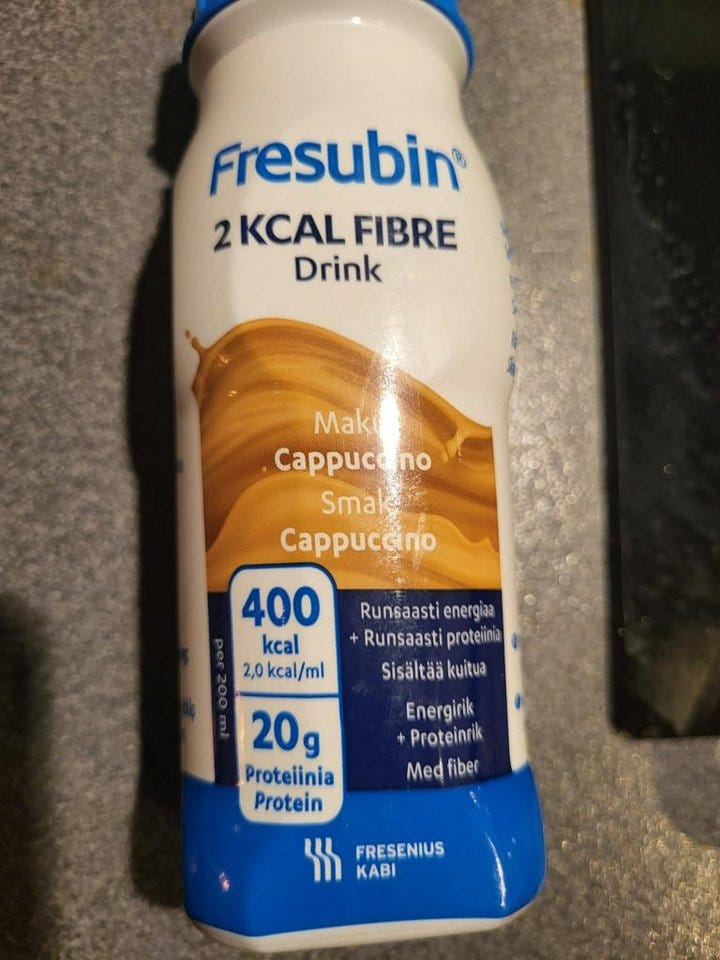 Fresubin®
2 KCAL FIBRE
Drink
Maku
Cappuccino
Smak
Cappuccino
400
kcal
2,0 kcal/ml
20g
Proteiinia
Protein
per 200 ml
Runsaasti energiaa
+ Runsaasti proteiinia
Sisältää kuitua
Energirik
+ Proteinrik
Med fiber
FRESENIUS
KABI